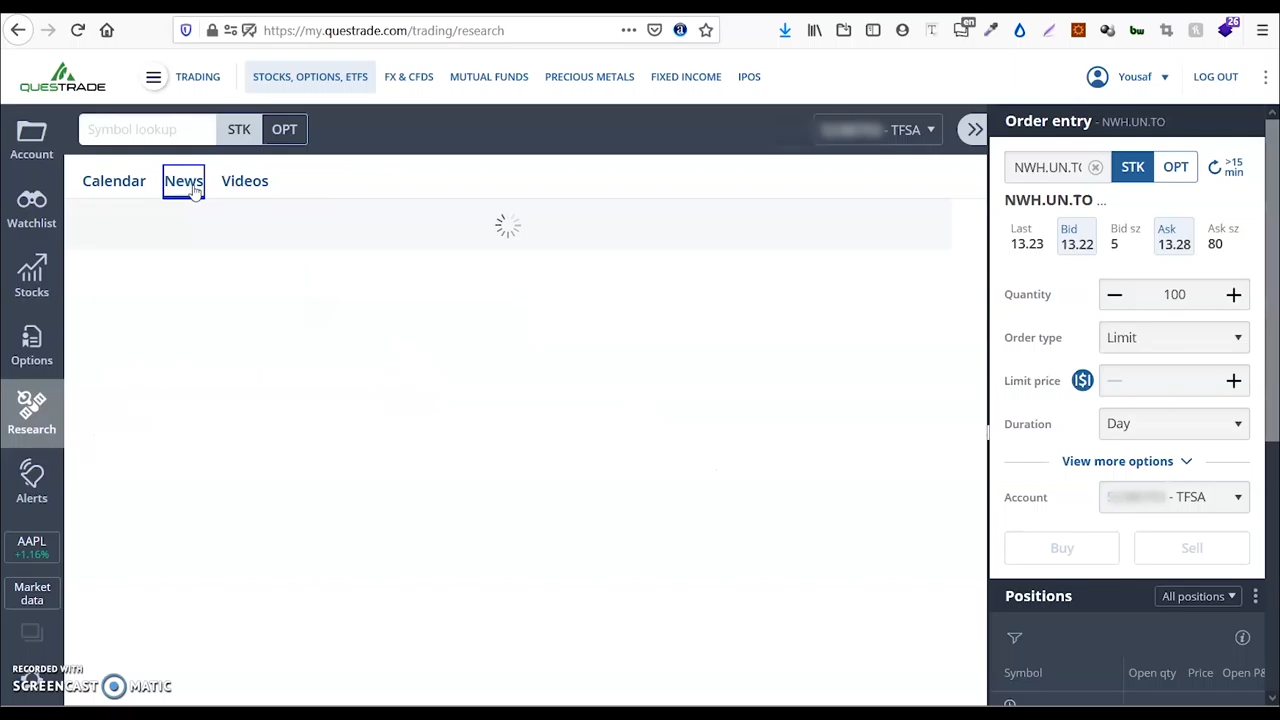 https://my.questrade.com/trading/research
en
T
bw
26
QUESTRADE
TRADING
STOCKS, OPTIONS, ETFS
FX & CFDS
MUTUAL FUNDS
PRECIOUS METALS
FIXED INCOME
IPOS
Yousaf
LOG OUT
Symbol lookup
STK
OPT
- TFSA
Account
Watchlist
Stocks
Options
Research
Alerts
AAPL
+1.16%
Market
data
Calendar
News
Videos
Order entry - NWH.UN.TO
NWH.UN.T(
STK
OPT
>15
min
NWH.UN.TO ...
Last
Bid
Bid sz
Ask
Ask sz
13.23
13.22
5
13.28
80
Quantity
100
Order type
Limit
Limit price
Duration
Day
View more options
Account
- TFSA
Buy
Sell
Positions
All positions
Symbol
Open qty
Price
Open P&
RECORDED WITH
SCREENCAST MATIC